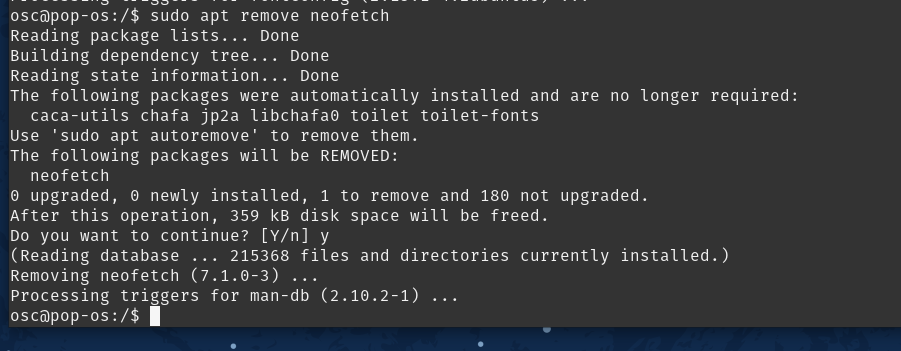 osc@pop-os:/$ sudo apt remove neofetch
Reading package lists... Done
Building dependency tree... Done
Reading state information... Done
The following packages were automatically installed and are no longer required:
  caca-utils chafa jp2a libchafa0 toilet toilet-fonts
Use 'sudo apt autoremove' to remove them.
The following packages will be REMOVED:
  neofetch
0 upgraded, 0 newly installed, 1 to remove and 180 not upgraded.
After this operation, 359 kB disk space will be freed.
Do you want to continue? [Y/n] y
(Reading database ... 215368 files and directories currently installed.)
Removing neofetch (7.1.0-3) ...
Processing triggers for man-db (2.10.2-1) ...
osc@pop-os:/$